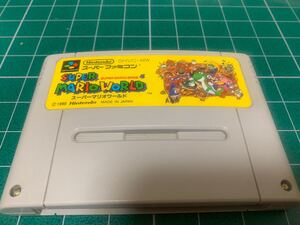 Nintendo SHVC-MW
スーパーファミコン
SUPER MARIO BROS. 4
SUPER
MARIO WORLD
スーパーマリオワールド
© 1990 Nintendo MADE IN JAPAN